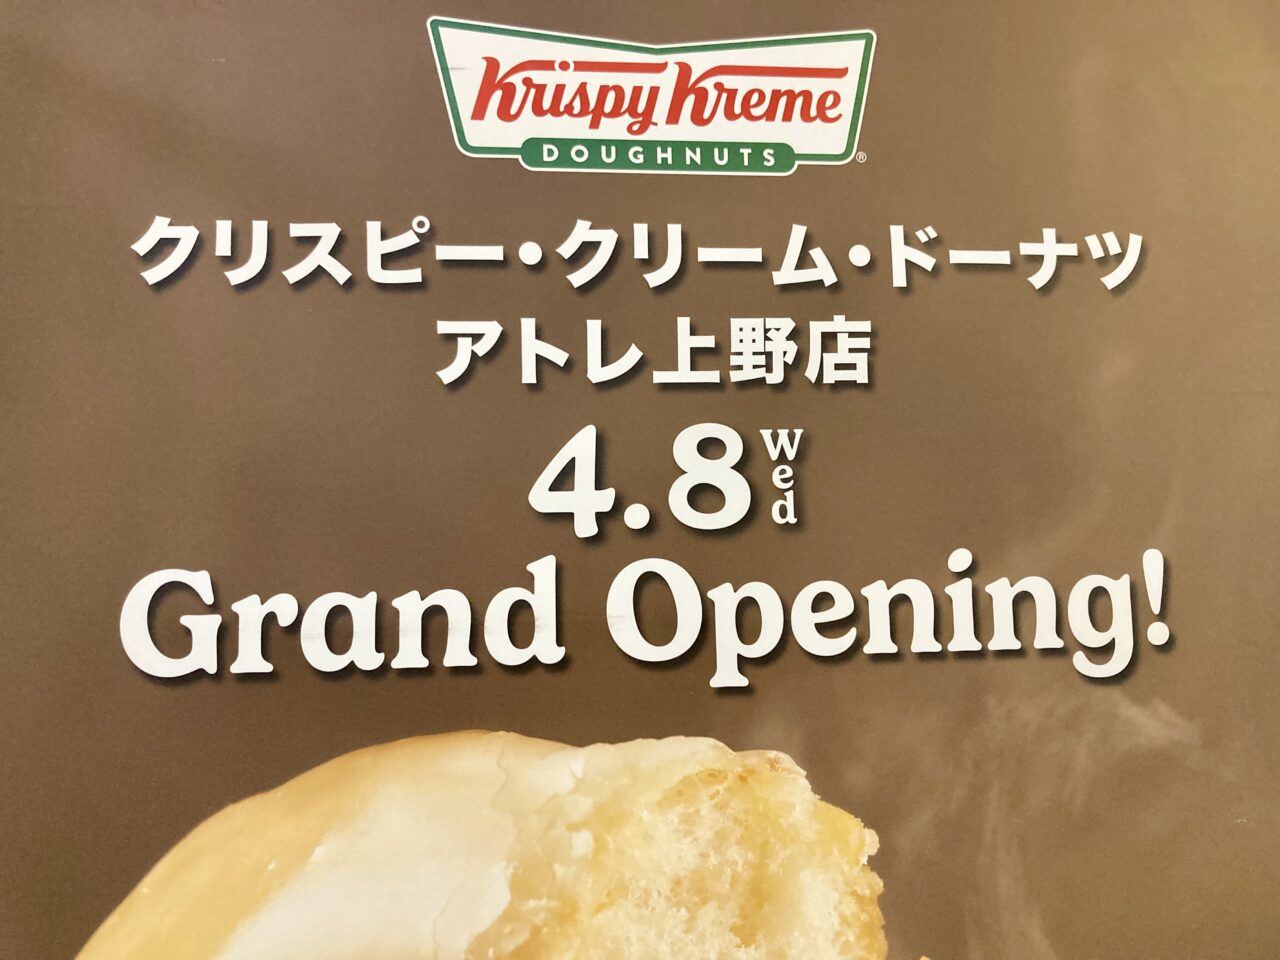 Krispy Kreme
DOUGHNUTS
®
クリスピー・クリーム・ドーナツ
アトレ上野店
4.8 Wed
Grand Opening!